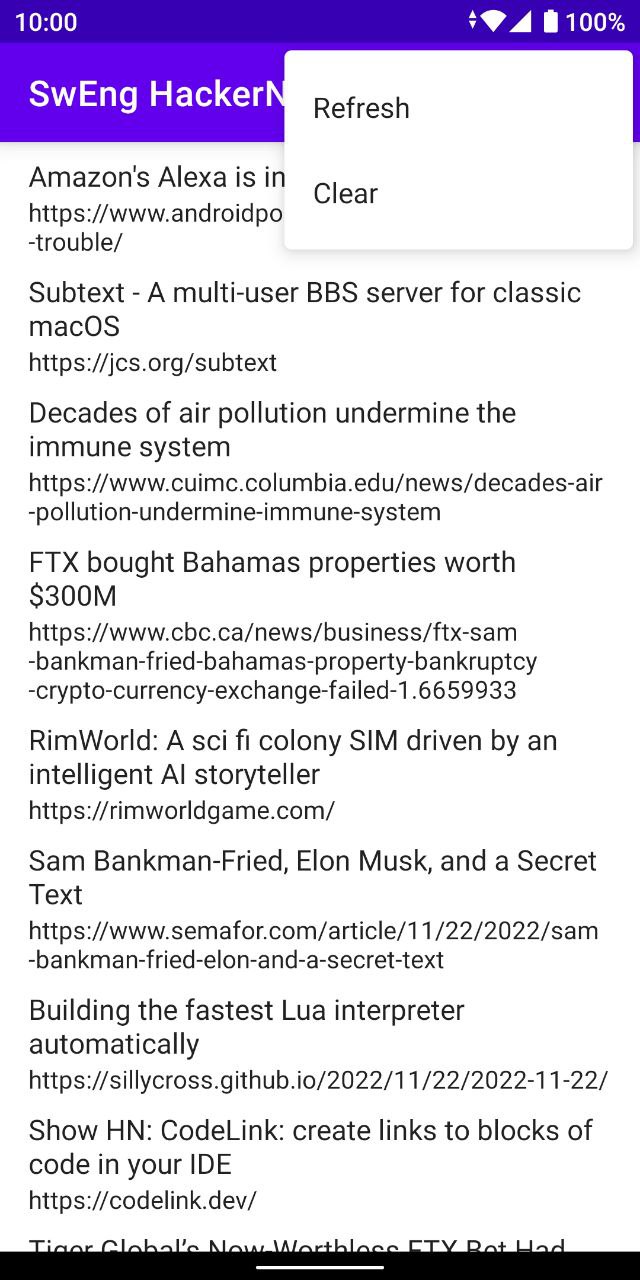 10:00
100%
SwEng HackerN
Refresh
Clear
Amazon's Alexa is in
https://www.androidpo
-trouble/
Subtext - A multi-user BBS server for classic
macOS
https://jcs.org/subtext
Decades of air pollution undermine the
immune system
https://www.cuimc.columbia.edu/news/decades-air
-pollution-undermine-immune-system
FTX bought Bahamas properties worth
$300M
https://www.cbc.ca/news/business/ftx-sam
-bankman-fried-bahamas-property-bankruptcy
-crypto-currency-exchange-failed-1.6659933
RimWorld: A sci fi colony SIM driven by an
intelligent AI storyteller
https://rimworldgame.com/
Sam Bankman-Fried, Elon Musk, and a Secret
Text
https://www.semafor.com/article/11/22/2022/sam
-bankman-fried-elon-and-a-secret-text
Building the fastest Lua interpreter
automatically
https://sillycross.github.io/2022/11/22/2022-11-22/
Show HN: CodeLink: create links to blocks of
code in your IDE
https://codelink.dev/
Tiger Global’s Now-Worthless FTX Bet Had